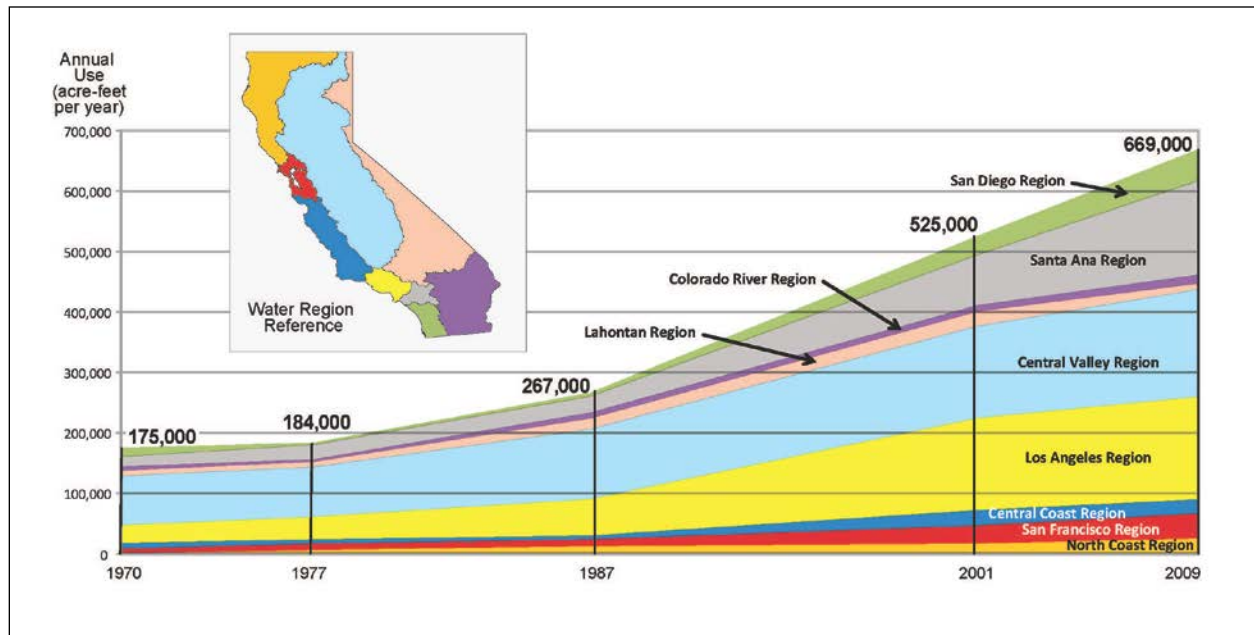 Annual
Use
(acre-feet
per year)
700,000
600,000
500,000
400,000
300,000
200,000
100,000
0
Water Region
Reference
175,000
184,000
267,000
525,000
669,000
San Diego Region
Santa Ana Region
Colorado River Region
Lahontan Region
Central Valley Region
Los Angeles Region
Central Coast Region
San Francisco Region
North Coast Region
1970
1977
1987
2001
2009